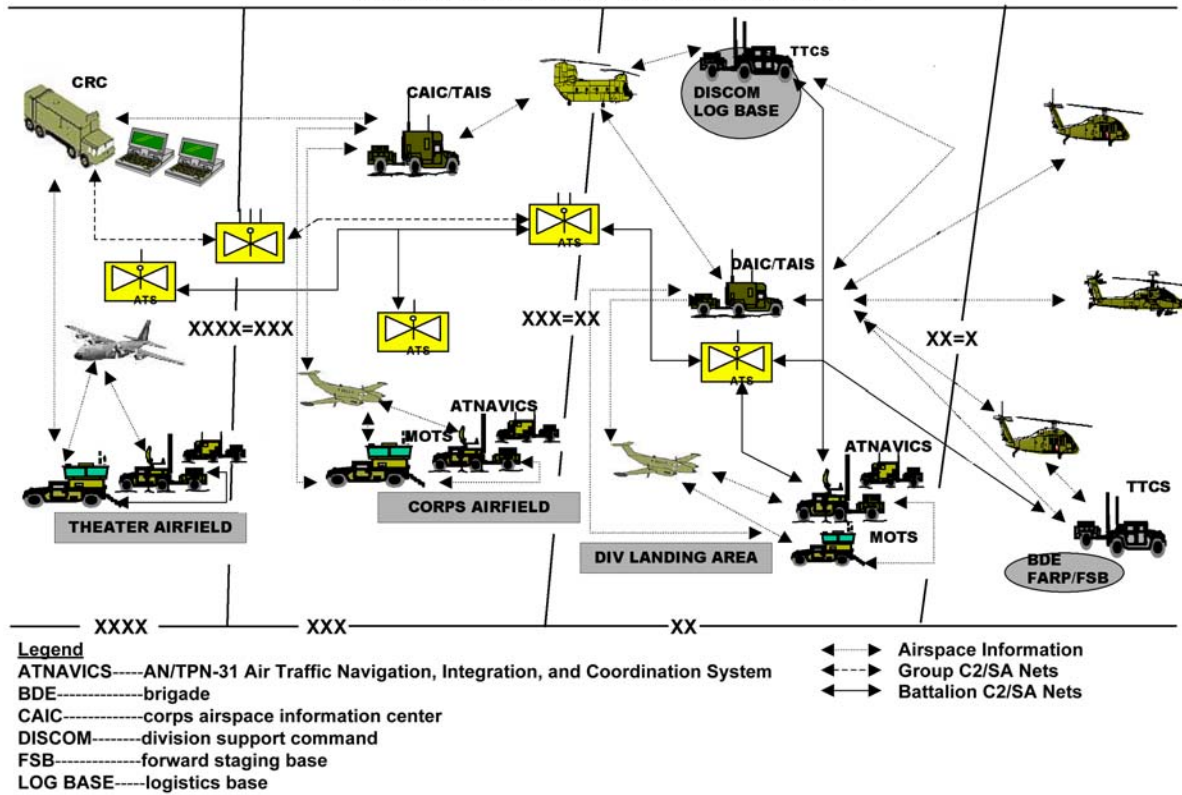 TTCS
CRC
CAIC/TAIS
DISCOM
LOG BASE
ATS
ATS
DAIC/TAIS
XXXX=XXX
ATS
XXX=XX
XX=X
ATS
ATNAVICS
MOTS
ATNAVICS
TTCS
THEATER AIRFIELD
CORPS AIRFIELD
MOTS
DIV LANDING AREA
BDE
FARP/FSB
XXXX
XXX
XX
Legend
ATNAVICS-----AN/TPN-31 Air Traffic Navigation, Integration, and Coordination System
BDE--------------brigade
CAIC-------------corps airspace information center
DISCOM--------division support command
FSB--------------forward staging base
LOG BASE-----logistics base
Airspace Information
Group C2/SA Nets
Battalion C2/SA Nets